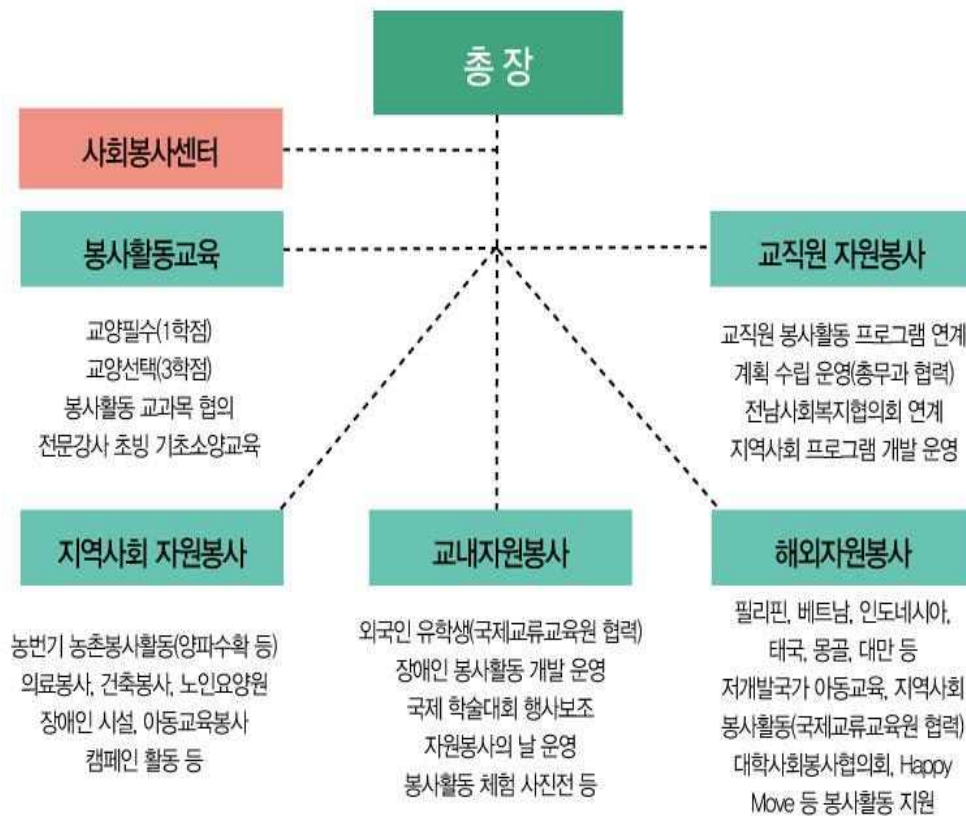 총 장
사회봉사센터
봉사활동교육
교양필수(1학점)
교양선택(3학점)
봉사활동 교과목 협의
전문강사 초빙 기초소양교육
교직원 자원봉사
교직원 봉사활동 프로그램 연계
계획 수립 운영(총무과 협력)
전남사회복지협의회 연계
지역사회 프로그램 개발 운영
지역사회 자원봉사
농번기 농촌봉사활동(양파수확 등)
의료봉사, 건축봉사, 노인요양원
장애인 시설, 아동교육봉사
캠페인 활동 등
교내자원봉사
외국인 유학생(국제교류교육원 협력)
장애인 봉사활동 개발 운영
국제 학술대회 행사보조
자원봉사의 날 운영
봉사활동 체험 사진전 등
해외자원봉사
필리핀, 베트남, 인도네시아,
태국, 몽골, 대만 등
저개발국가 아동교육, 지역사회
봉사활동(국제교류교육원 협력)
대학사회봉사협의회, Happy
Move 등 봉사활동 지원